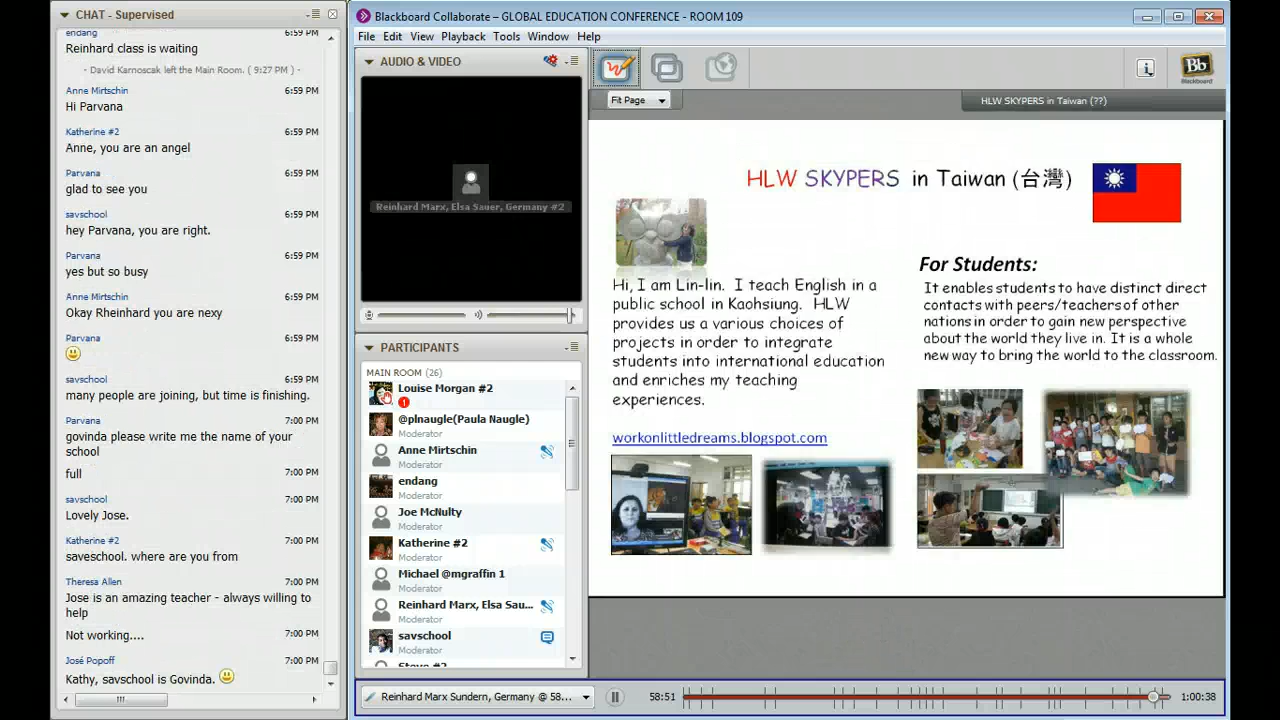 CHAT - Supervised
endang 6:59 PM
Reinhard class is waiting
- David Karnoscak left the Main Room. ( 9:27 PM ) -
Anne Mirtschin 6:59 PM
Hi Parvana
Katherine #2 6:59 PM
Anne, you are an angel
Parvana 6:59 PM
glad to see you
savschool 6:59 PM
hey Parvana, you are right.
Parvana 6:59 PM
yes but so busy
Anne Mirtschin 6:59 PM
Okay Rheinhard you are nexy
Parvana 6:59 PM
savschool 6:59 PM
many people are joining, but time is finishing.
Parvana 7:00 PM
govinda please write me the name of your
school
full 7:00 PM
savschool 7:00 PM
Lovely Jose.
Katherine #2 7:00 PM
saveschool. where are you from
Theresa Allen 7:00 PM
Jose is an amazing teacher - always willing to
help
Not working.... 7:00 PM
José Popoff 7:00 PM
Kathy, savschool is Govinda.
Blackboard Collaborate – GLOBAL EDUCATION CONFERENCE - ROOM 109
File Edit View Playback Tools Window Help
AUDIO & VIDEO
Reinhard Marx, Elsa Sauer, Germany #2
PARTICIPANTS
MAIN ROOM (26)
Louise Morgan #2
@plnaugle(Paula Naugle)
Moderator
Anne Mirtschin
Moderator
endang
Moderator
Joe McNulty
Moderator
Katherine #2
Moderator
Michael @mgraffin 1
Moderator
Reinhard Marx, Elsa Sau...
Moderator
savschool
Moderator
Steve #2
Bb
Blackboard
Fit Page
HLW SKYPERS in Taiwan (??)
HLW SKYPERS in Taiwan (台灣)
Hi, I am Lin-lin. I teach English in a
public school in Kaohsiung. HLW
provides us a various choices of
projects in order to integrate
students into international education
and enriches my teaching
experiences.
workonlittledreams.blogspot.com
For Students:
It enables students to have distinct direct
contacts with peers/teachers of other
nations in order to gain new perspective
about the world they live in. It is a whole
new way to bring the world to the classroom.
Reinhard Marx Sundern, Germany @ 58...
58:51
1:00:38